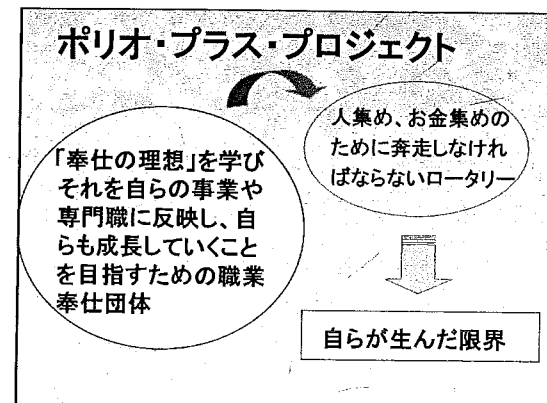 ポリオ・プラス・プロジェクト
「奉仕の理想」を学び
それを自らの事業や
専門職に反映し、自
らも成長していくこと
を目指すための職業
奉仕団体
人集め、お金集めの
ために奔走しなけれ
ばならないロータリー
自らが生んだ限界